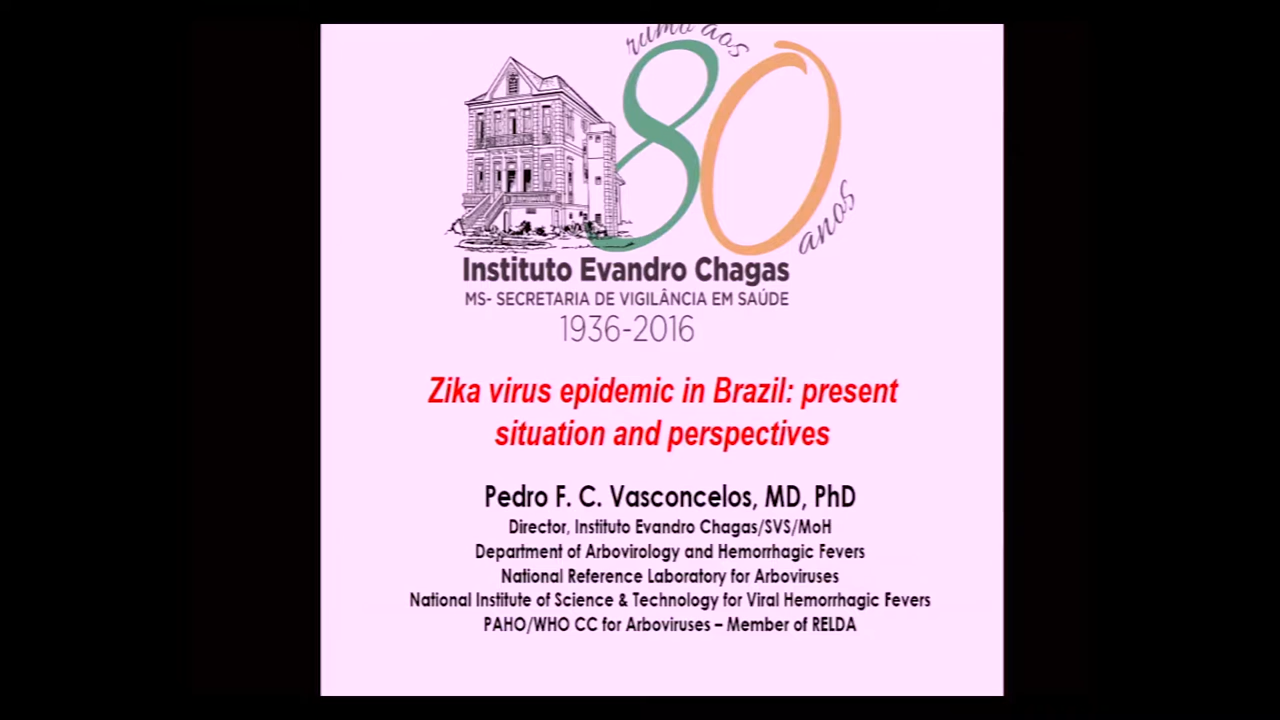 rumo aos
80
anos
Instituto Evandro Chagas
MS- SECRETARIA DE VIGILÂNCIA EM SAÚDE
1936-2016
Zika virus epidemic in Brazil: present
situation and perspectives
Pedro F. C. Vasconcelos, MD, PhD
Director, Instituto Evandro Chagas/SVS/MoH
Department of Arbovirology and Hemorrhagic Fevers
National Reference Laboratory for Arboviruses
National Institute of Science & Technology for Viral Hemorrhagic Fevers
PAHO/WHO CC for Arboviruses – Member of RELDA